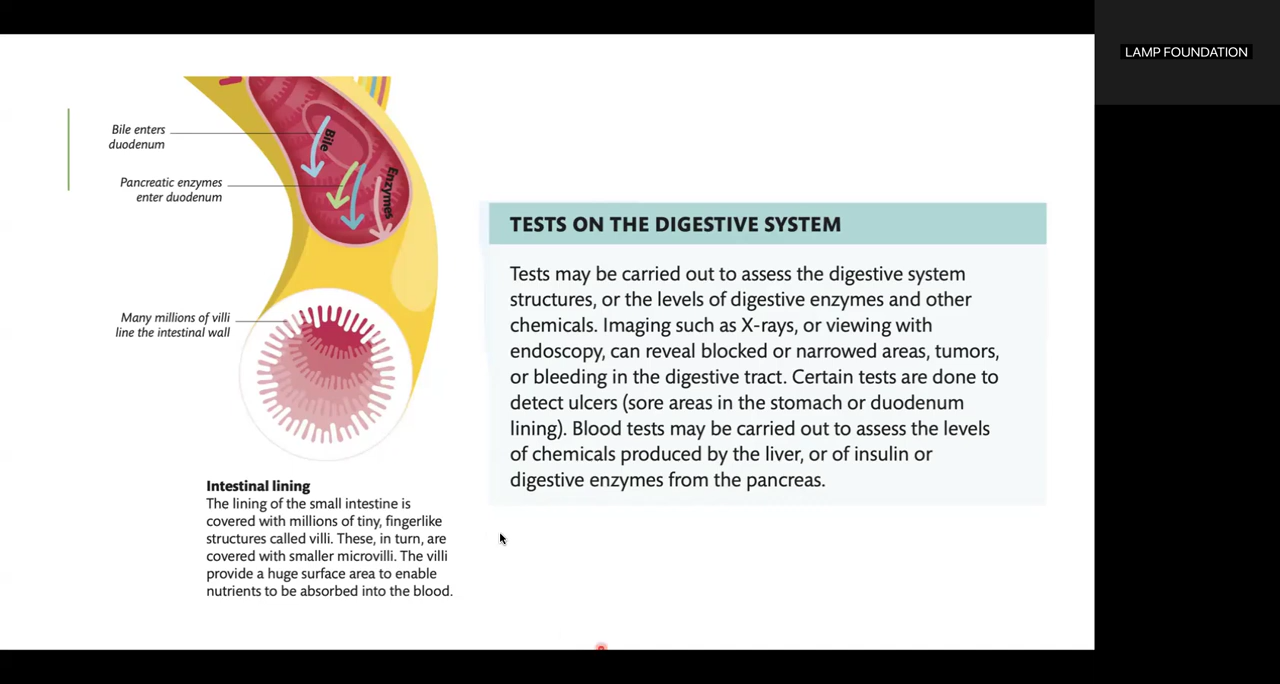 LAMP FOUNDATION
Bile enters
duodenum
Pancreatic enzymes
enter duodenum
Bile
Enzymes
Many millions of villi
line the intestinal wall
Intestinal lining
The lining of the small intestine is
covered with millions of tiny, fingerlike
structures called villi. These, in turn, are
covered with smaller microvilli. The villi
provide a huge surface area to enable
nutrients to be absorbed into the blood.
TESTS ON THE DIGESTIVE SYSTEM
Tests may be carried out to assess the digestive system
structures, or the levels of digestive enzymes and other
chemicals. Imaging such as X-rays, or viewing with
endoscopy, can reveal blocked or narrowed areas, tumors,
or bleeding in the digestive tract. Certain tests are done to
detect ulcers (sore areas in the stomach or duodenum
lining). Blood tests may be carried out to assess the levels
of chemicals produced by the liver, or of insulin or
digestive enzymes from the pancreas.